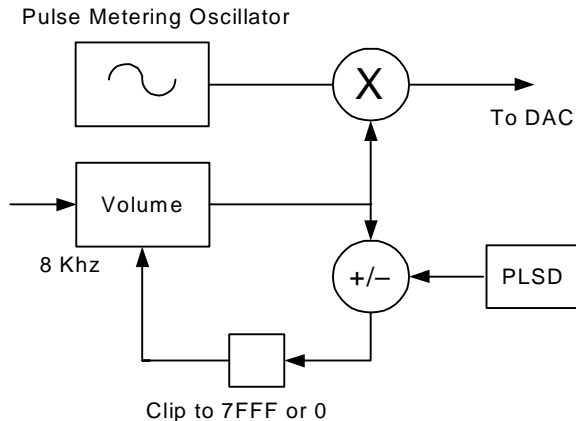 Pulse Metering Oscillator
X
To DAC
Volume
8 Khz
+/–
PLSD
Clip to 7FFF or 0